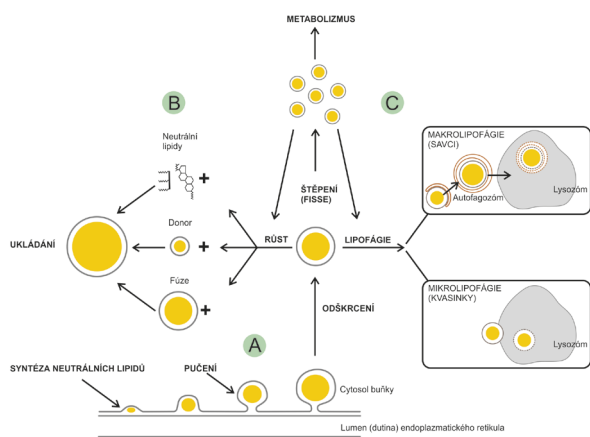 METABOLIZMUS
B
C
Neutrální
lipidy
MAKROLIPOFÁGIE
(SAVCI)
Autofagozóm
Lysozóm
ŠTĚPENÍ
(FISSE)
Donor
UKLÁDÁNÍ
RŮST
LIPOFÁGIE
Fúze
MIKROLIPOFÁGIE
(KVASINKY)
Lysozóm
ODŠKRCENÍ
A
SYNTÉZA NEUTRÁLNÍCH LIPIDŮ
PUČENÍ
Cytosol buňky
Lumen (dutina) endoplazmatického retikula